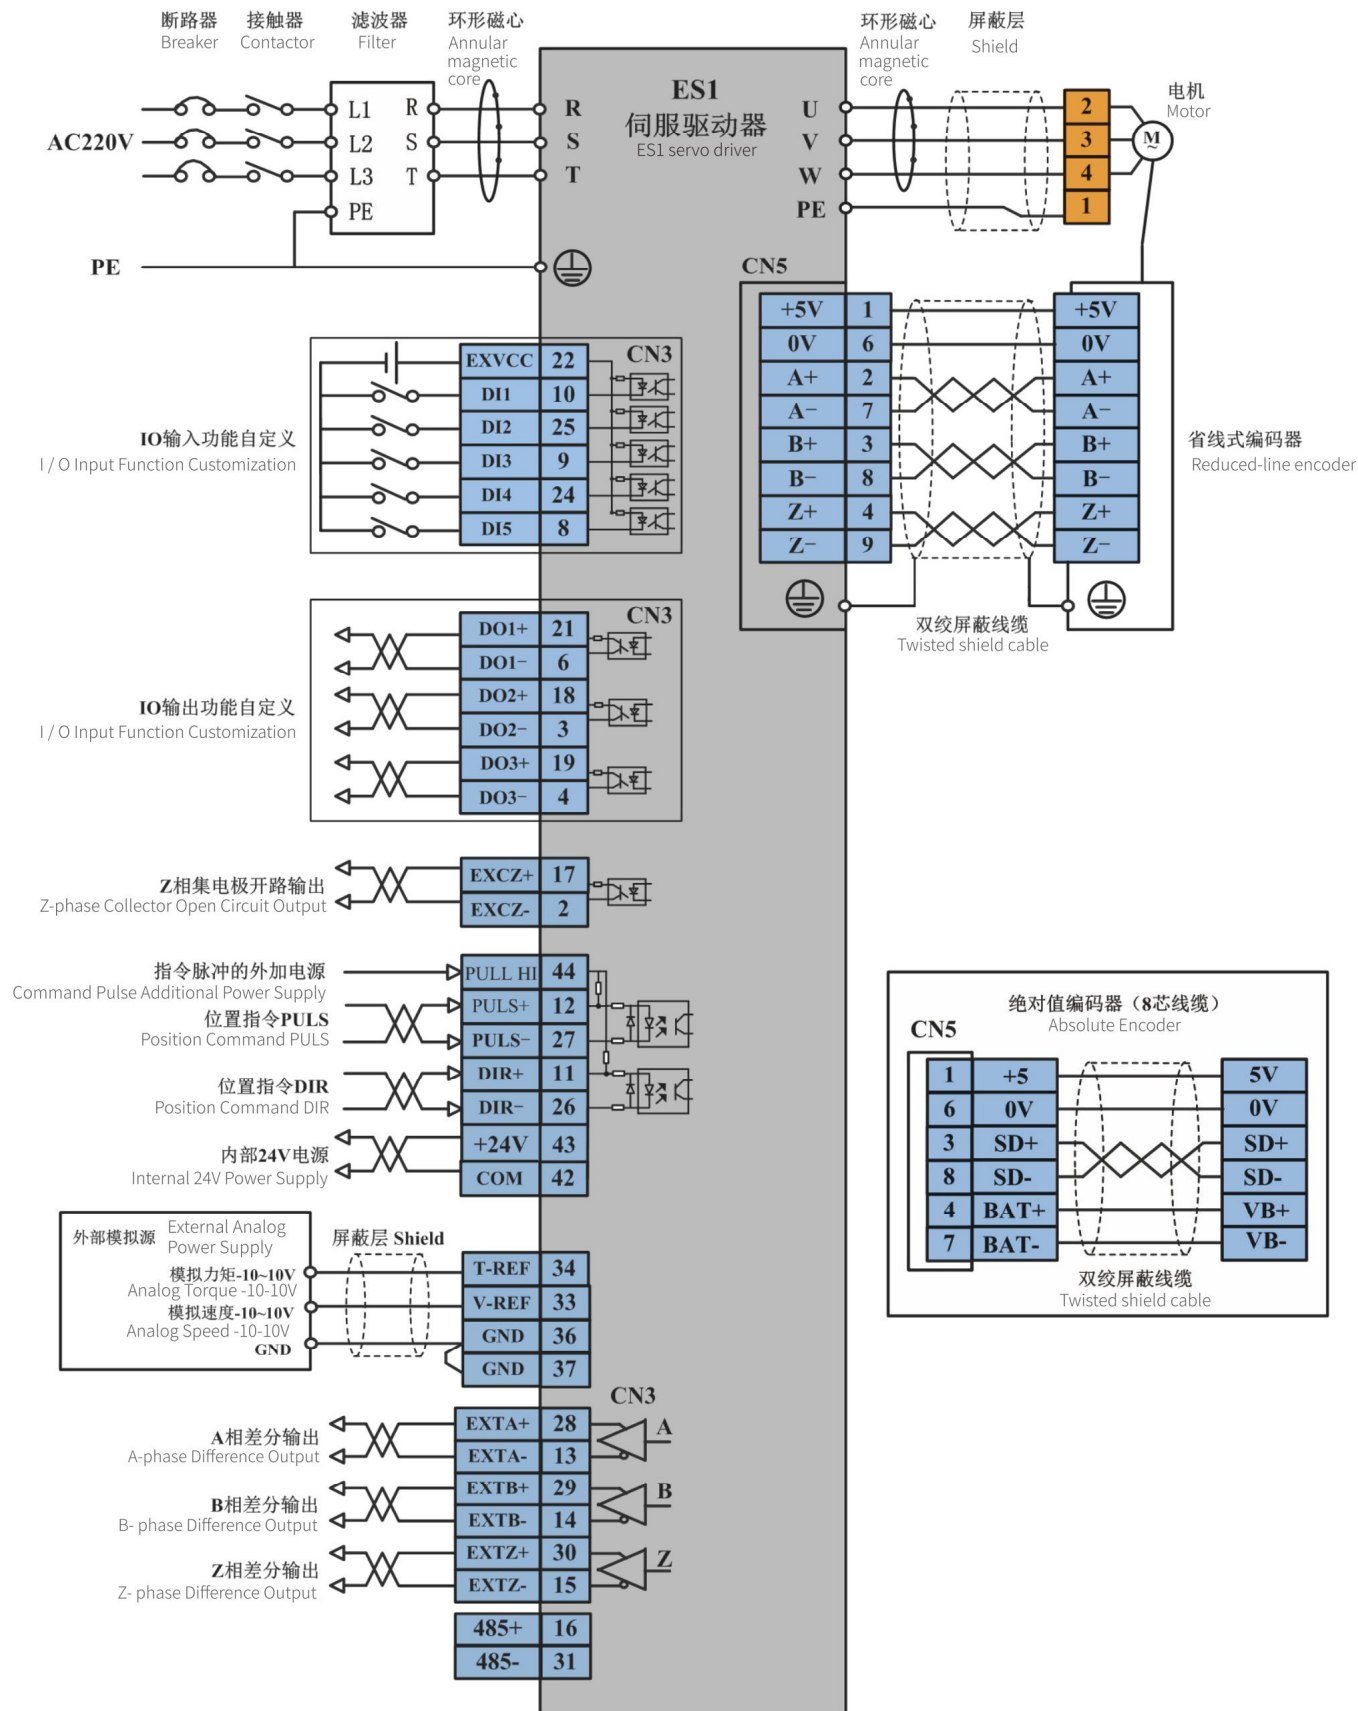 断路器 接触器 滤波器 环形磁心
Breaker Contactor Filter Annular
magnetic
core
环形磁心 屏蔽层
Annular Shield
magnetic
core
ES1
伺服驱动器
ES1 servo driver
AC220V
L1 R
L2 S
L3 T
PE
R
S
T
PE
U
V
W
PE
2
3
4
1
电机
Motor
M
~
CN5
+5V 1 +5V
0V 6 0V
A+ 2 A+
A− 7 A−
B+ 3 B+
B− 8 B−
Z+ 4 Z+
Z− 9 Z−
省线式编码器
Reduced-line encoder
双绞屏蔽线缆
Twisted shield cable
IO输入功能自定义
I / O Input Function Customization
CN3
EXVCC 22
DI1 10
DI2 25
DI3 9
DI4 24
DI5 8
IO输出功能自定义
I / O Input Function Customization
CN3
DO1+ 21
DO1− 6
DO2+ 18
DO2− 3
DO3+ 19
DO3− 4
Z相集电极开路输出
Z-phase Collector Open Circuit Output
EXCZ+ 17
EXCZ- 2
指令脉冲的外加电源
Command Pulse Additional Power Supply
位置指令PULS
Position Command PULS
位置指令DIR
Position Command DIR
内部24V电源
Internal 24V Power Supply
PULL HI 44
PULS+ 12
PULS− 27
DIR+ 11
DIR− 26
+24V 43
COM 42
外部模拟源 External Analog
Power Supply
模拟力矩-10~10V
Analog Torque -10-10V
模拟速度-10~10V
Analog Speed -10-10V
GND
屏蔽层 Shield
T-REF 34
V-REF 33
GND 36
GND 37
CN3
A相差分输出
A-phase Difference Output
EXTA+ 28
EXTA- 13
A
B相差分输出
B- phase Difference Output
EXTB+ 29
EXTB- 14
B
Z相差分输出
Z- phase Difference Output
EXTZ+ 30
EXTZ- 15
Z
485+ 16
485- 31
绝对值编码器（8芯线缆）
Absolute Encoder
CN5
1 +5 5V
6 0V 0V
3 SD+ SD+
8 SD- SD-
4 BAT+ VB+
7 BAT- VB-
双绞屏蔽线缆
Twisted shield cable